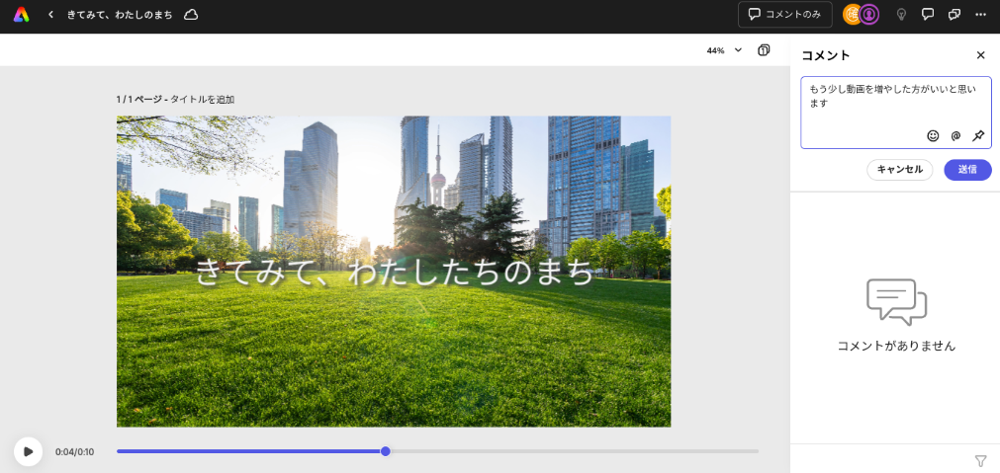 きてみて、わたしのまち
コメントのみ
44%
1
1 / 1 ページ - タイトルを追加
きてみて、わたしたちのまち
0:04/0:10
コメント
もう少し動画を増やした方がいいと思い
ます
@
キャンセル
送信
コメントがありません